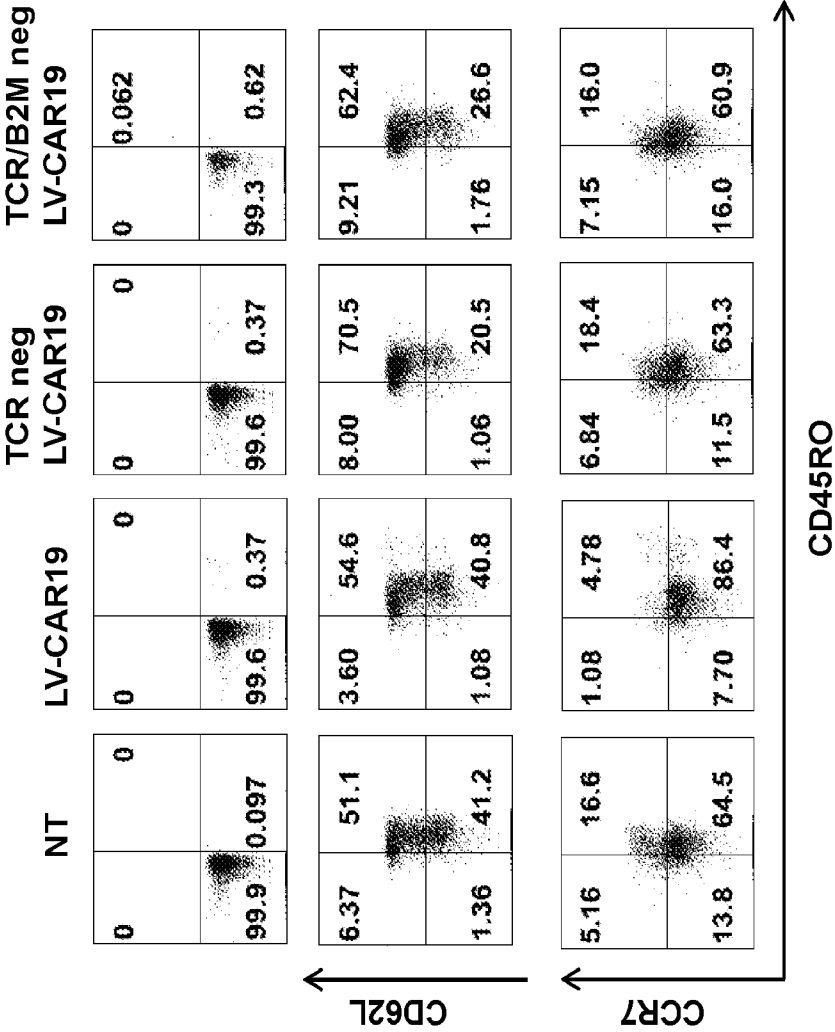 NT
LV-CAR19
TCR neg
LV-CAR19
TCR/B2M neg
LV-CAR19
0 0 0 0 0 0 0 0.062
99.9 0.097 99.6 0.37 99.6 0.37 99.3 0.62
CD62L
6.37 51.1 3.60 54.6 8.00 70.5 9.21 62.4
1.36 41.2 1.08 40.8 1.06 20.5 1.76 26.6
CCR7
5.16 16.6 1.08 4.78 6.84 18.4 7.15 16.0
13.8 64.5 7.70 86.4 11.5 63.3 16.0 60.9
CD45RO